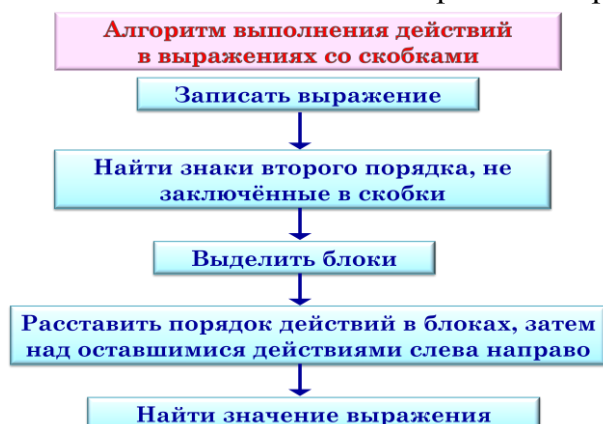 Алгоритм выполнения действий
в выражениях со скобками
Записать выражение
Найти знаки второго порядка, не
заключённые в скобки
Выделить блоки
Расставить порядок действий в блоках, затем
над оставшимися действиями слева направо
Найти значение выражения